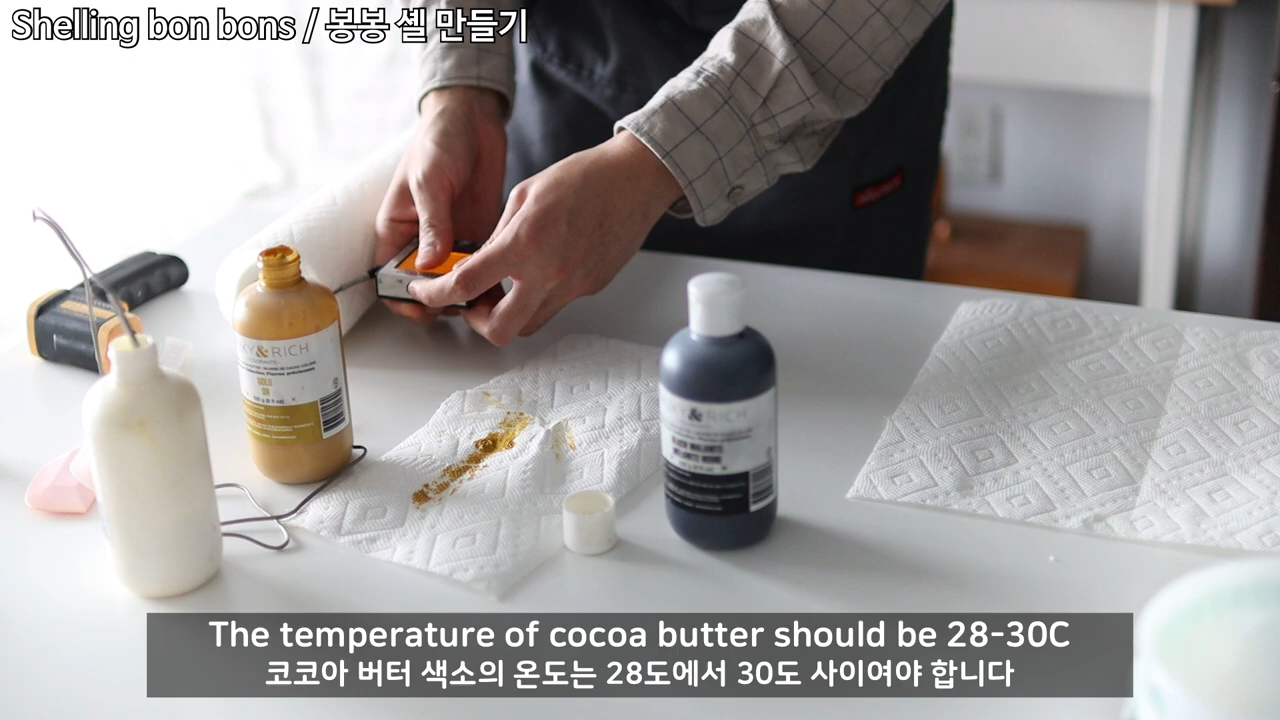 Shelling bon bons / 봉봉 셸 만들기
&RICH
GOLD
&RICH
The temperature of cocoa butter should be 28-30C
코코아 버터 색소의 온도는 28도에서 30도 사이여야 합니다